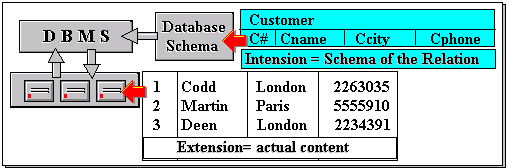 D B M S
Database
Schema
Customer
C# Cname Ccity Cphone
Intension = Schema of the Relation
1 Codd London 2263035
2 Martin Paris 5555910
3 Deen London 2234391
Extension= actual content